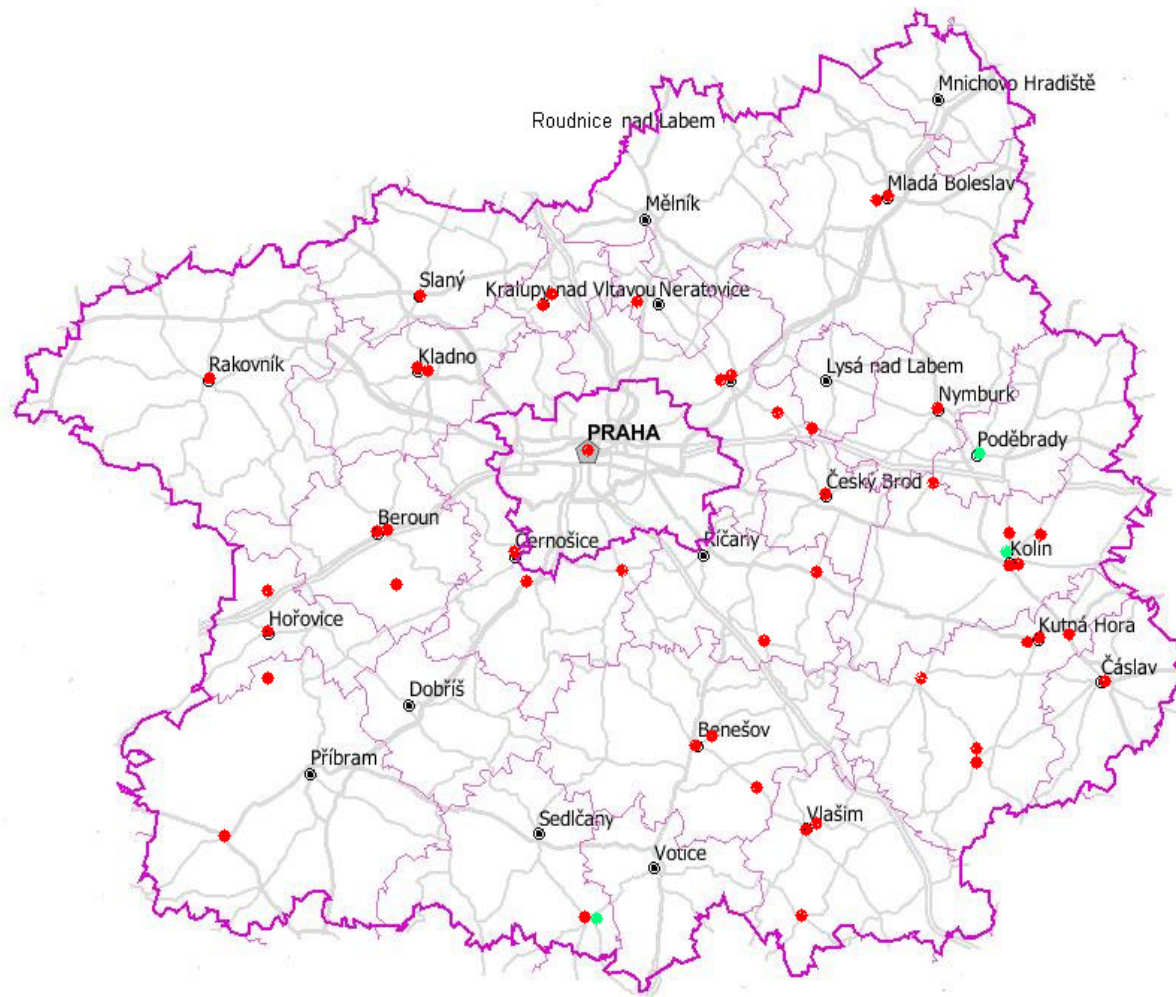 Mnichovo Hradiště
Roudnice nad Labem
Mladá Boleslav
Mělník
Slaný
Kralupy nad Vltavou
Neratovice
Rakovník
Kladno
Lysá nad Labem
Nymburk
PRAHA
Poděbrady
Český Brod
Beroun
Černošice
Říčany
Kolín
Hořovice
Kutná Hora
Čáslav
Dobříš
Benešov
Příbram
Sedlčany
Vlašim
Votice